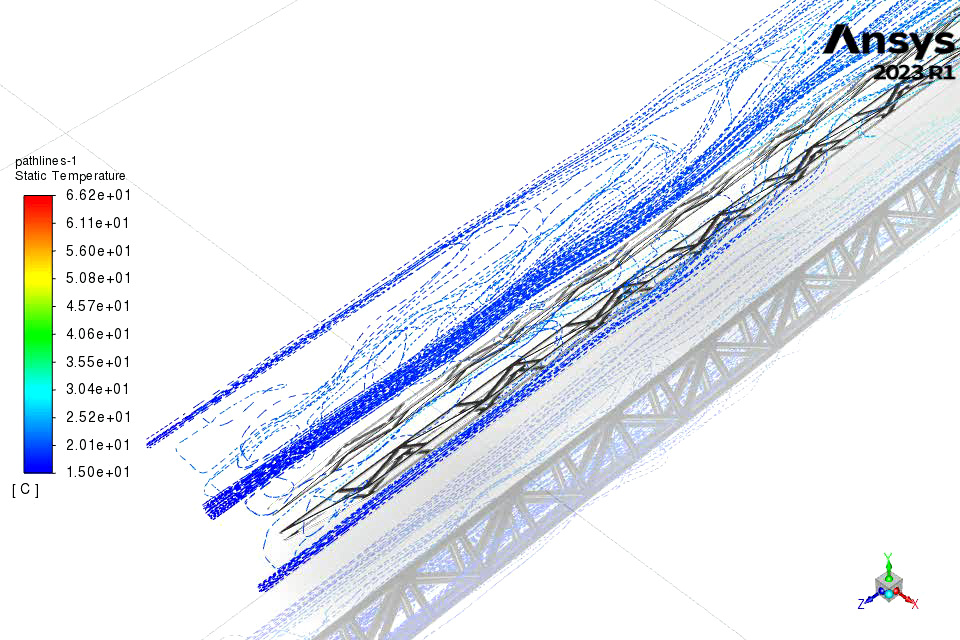 Ansys
2023 R1
pathlines-1
Static Temperature
6.62e+01
6.11e+01
5.60e+01
5.08e+01
4.57e+01
4.06e+01
3.55e+01
3.04e+01
2.52e+01
2.01e+01
1.50e+01
[ C ]
Y
Z
X